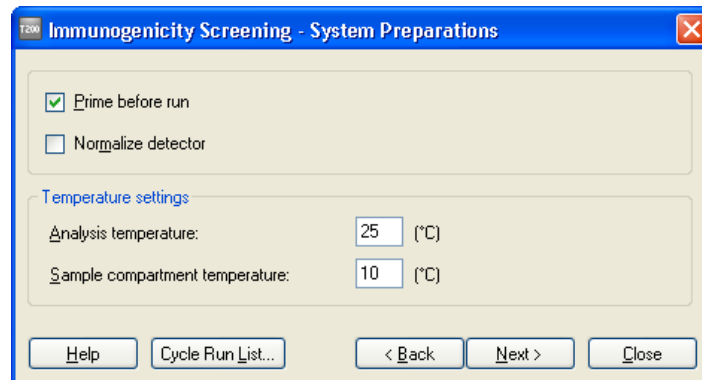 T200 Immunogenicity Screening - System Preparations
Prime before run
Normalize detector
Temperature settings
Analysis temperature: 25 (°C)
Sample compartment temperature: 10 (°C)
Help Cycle Run List... < Back Next > Close